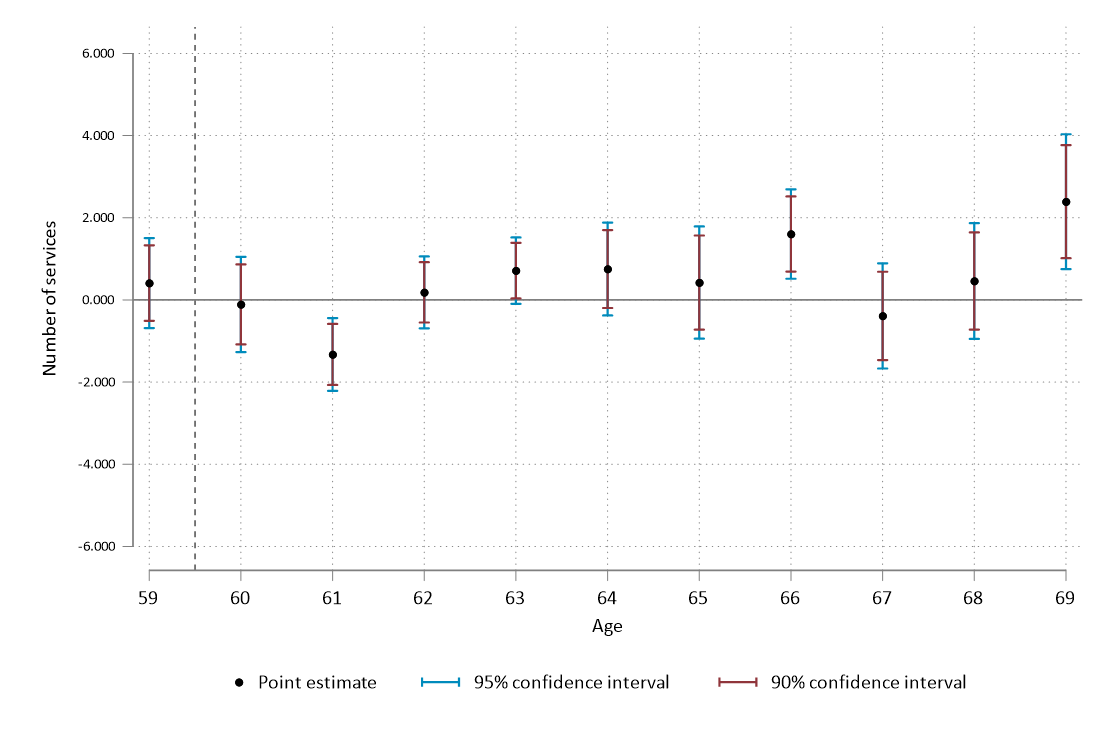 6.000
4.000
2.000
0.000
-2.000
-4.000
-6.000
Number of services
59 60 61 62 63 64 65 66 67 68 69
Age
Point estimate 95% confidence interval 90% confidence interval